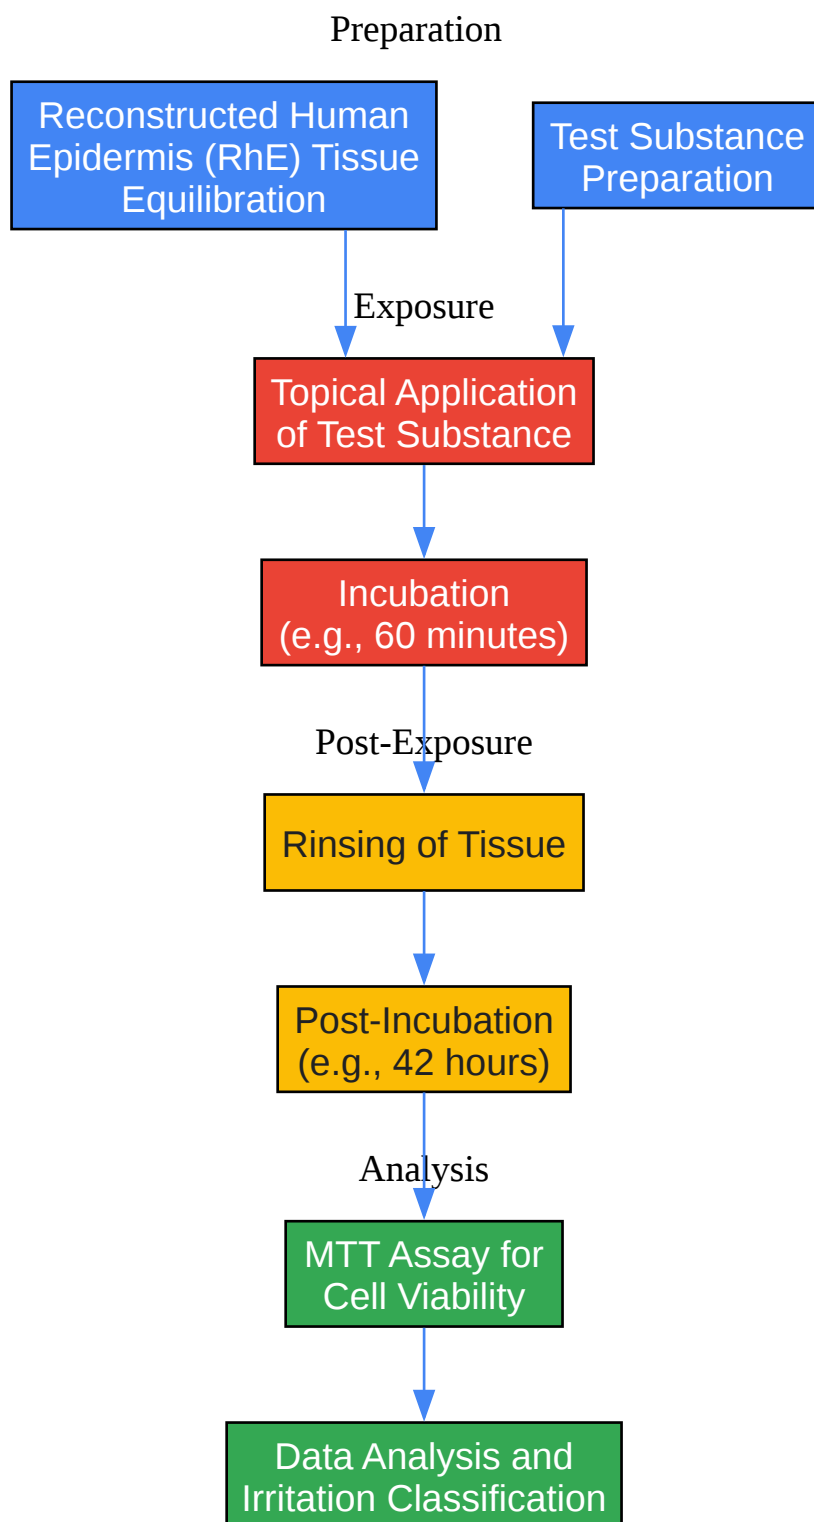 Preparation
Reconstructed Human
Epidermis (RhE) Tissue
Equilibration
Test Substance
Preparation
Exposure
Topical Application
of Test Substance
Incubation
(e.g., 60 minutes)
Post-Exposure
Rinsing of Tissue
Post-Incubation
(e.g., 42 hours)
Analysis
MTT Assay for
Cell Viability
Data Analysis and
Irritation Classification